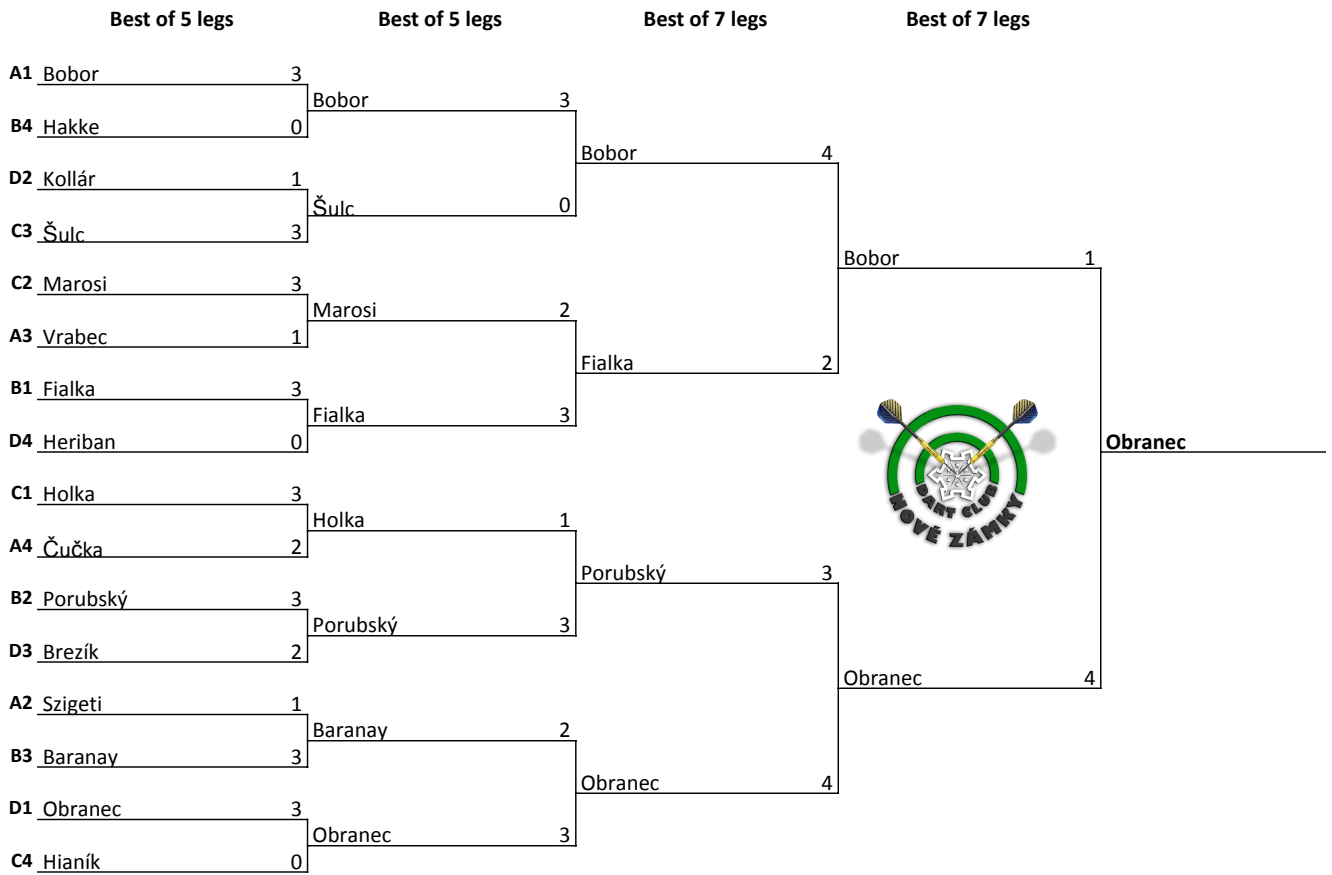 Best of 5 legs Best of 5 legs Best of 7 legs Best of 7 legs
A1 Bobor 3
Bobor 3
B4 Hakke 0
Bobor 4
D2 Kollár 1
Šulc 0
C3 Šulc 3
Bobor 1
C2 Marosi 3
Marosi 2
A3 Vrabec 1
Fialka 2
B1 Fialka 3
Fialka 3
D4 Heriban 0
Obranec
C1 Holka 3
Holka 1
A4 Čučka 2
Porubský 3
B2 Porubský 3
Porubský 3
D3 Brezík 2
Obranec 4
A2 Szigeti 1
Baranay 2
B3 Baranay 3
Obranec 4
D1 Obranec 3
Obranec 3
C4 Hianík 0
DART CLUB
NOVÉ ZÁMKY